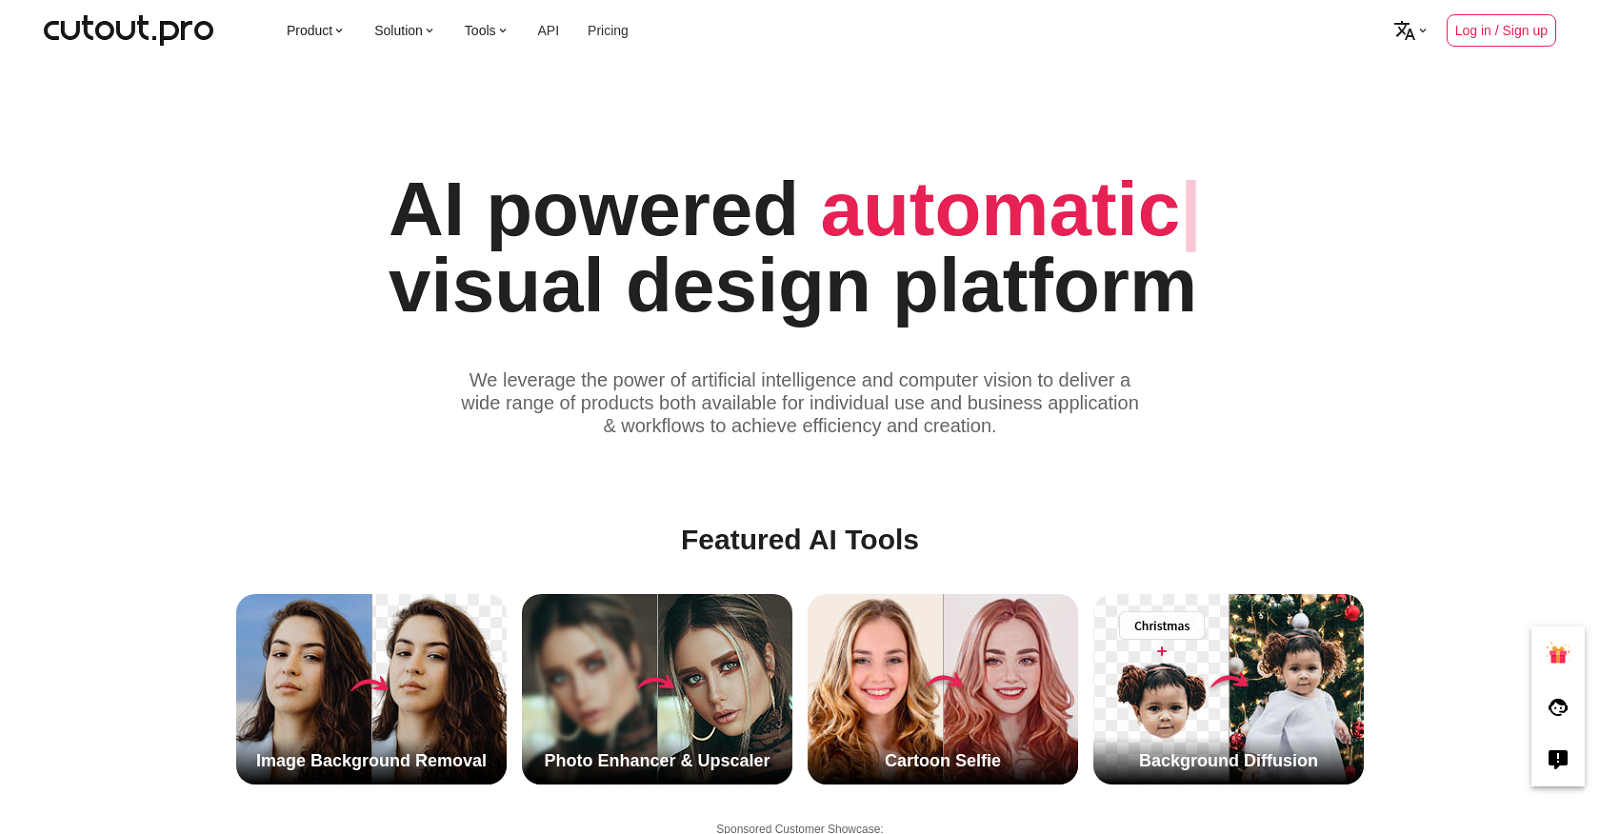 cutout.pro
Product
Solution
Tools
API
Pricing
Log in / Sign up
AI powered automatic|
visual design platform
We leverage the power of artificial intelligence and computer vision to deliver a
wide range of products both available for individual use and business application
& workflows to achieve efficiency and creation.
Featured AI Tools
Christmas
+
Image Background Removal
Photo Enhancer & Upscaler
Cartoon Selfie
Background Diffusion
Sponsored Customer Showcase: